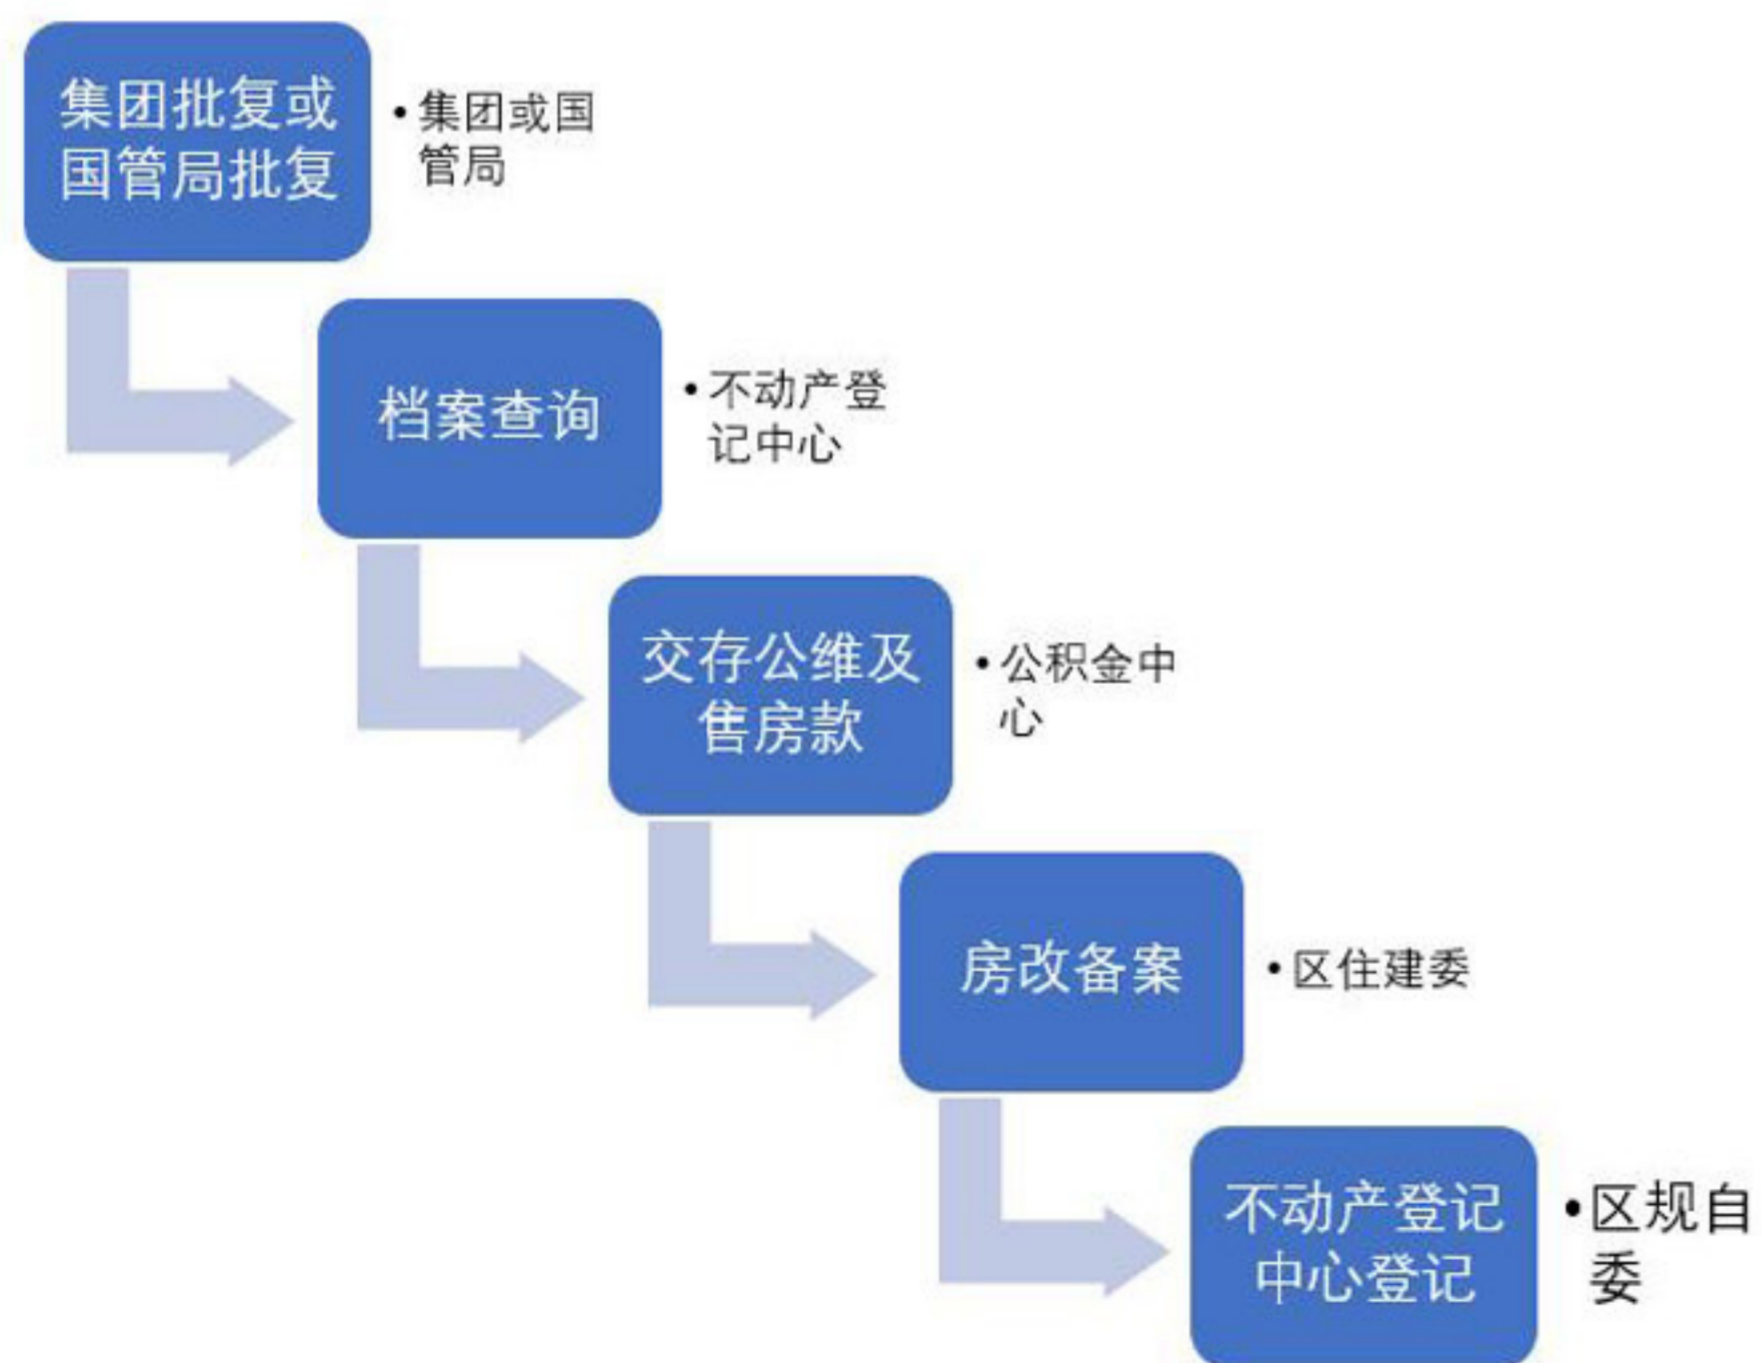 集团批复或
国管局批复
• 集团或国
管局
档案查询
• 不动产登
记中心
交存公维及
售房款
• 公积金中
心
房改备案
• 区住建委
不动产登记
中心登记
• 区规自
委